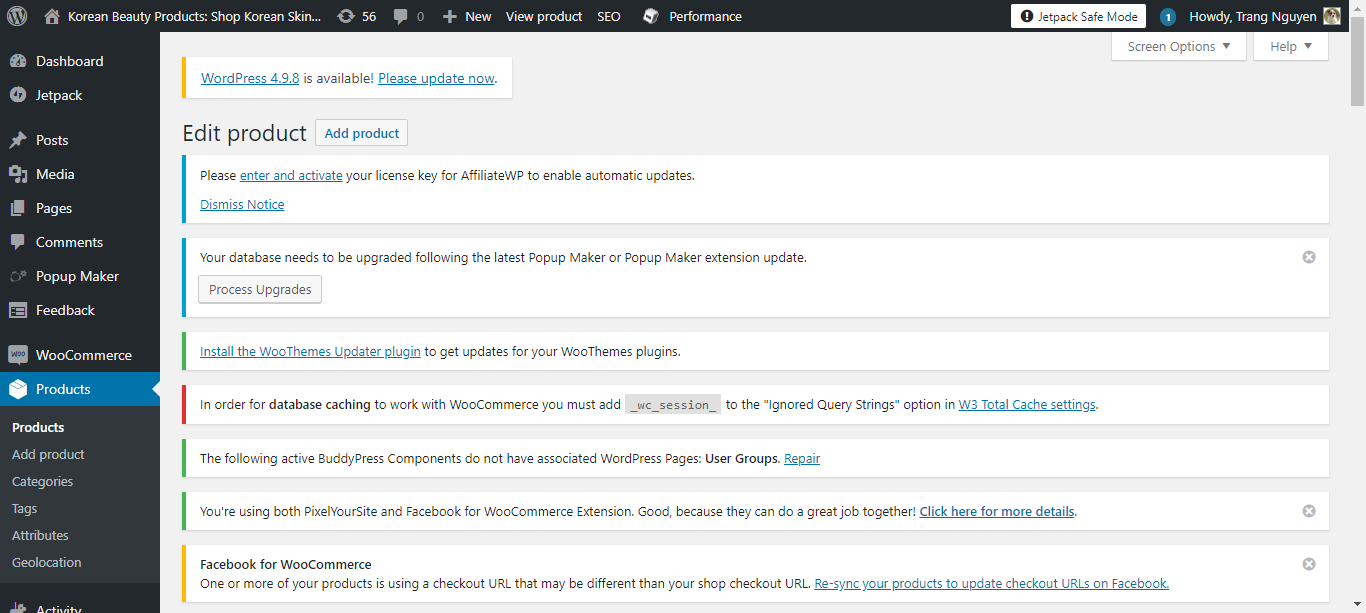 Korean Beauty Products: Shop Korean Skin... 56 0 New View product SEO Performance Jetpack Safe Mode 1 Howdy, Trang Nguyen
Screen Options Help
Dashboard
Jetpack
Posts
Media
Pages
Comments
Popup Maker
Feedback
WOO WooCommerce
Products
Products
Add product
Categories
Tags
Attributes
Geolocation
Activity
WordPress 4.9.8 is available! Please update now.
Edit product Add product
Please enter and activate your license key for AffiliateWP to enable automatic updates.
Dismiss Notice
Your database needs to be upgraded following the latest Popup Maker or Popup Maker extension update.
Process Upgrades
Install the WooThemes Updater plugin to get updates for your WooThemes plugins.
In order for database caching to work with WooCommerce you must add _wc_session_ to the "Ignored Query Strings" option in W3 Total Cache settings.
The following active BuddyPress Components do not have associated WordPress Pages: User Groups. Repair
You're using both PixelYourSite and Facebook for WooCommerce Extension. Good, because they can do a great job together! Click here for more details.
Facebook for WooCommerce
One or more of your products is using a checkout URL that may be different than your shop checkout URL. Re-sync your products to update checkout URLs on Facebook.